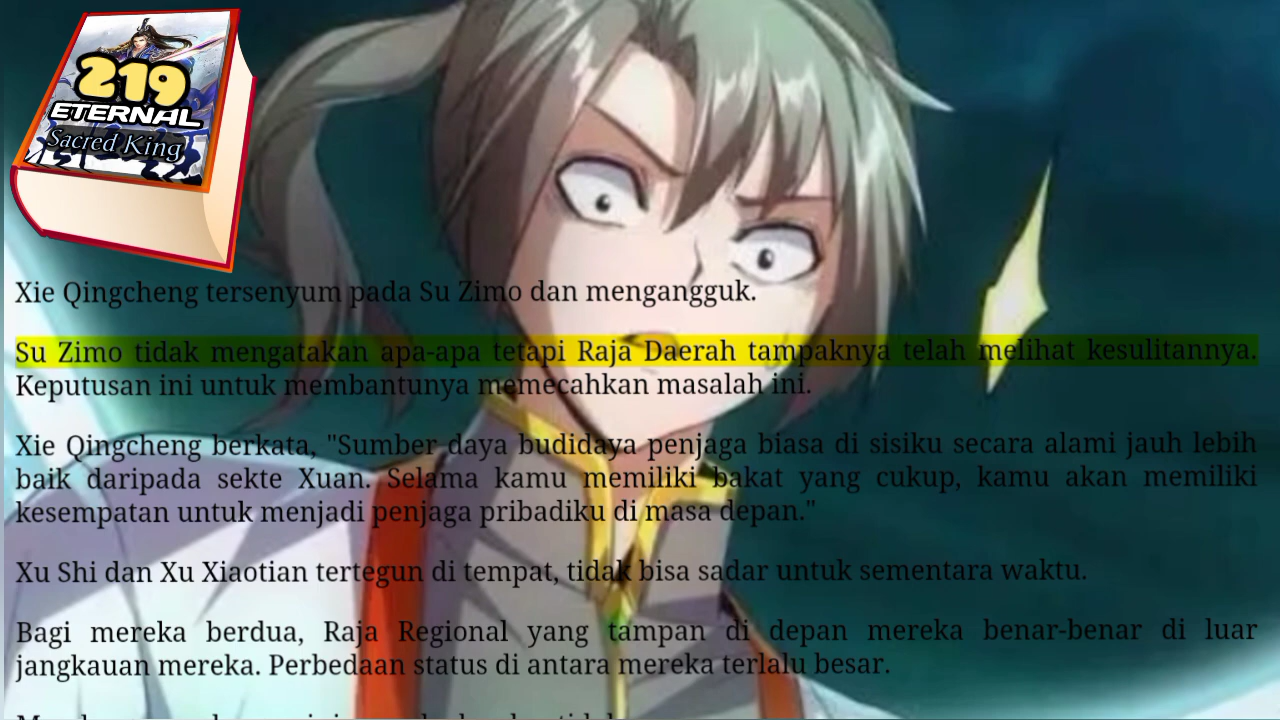 219
ETERNAL
Sacred King
Xie Qingcheng tersenyum pada Su Zimo dan mengangguk.
Su Zimo tidak mengatakan apa-apa tetapi Raja Daerah tampaknya telah melihat kesulitannya.
Keputusan ini untuk membantunya memecahkan masalah ini.
Xie Qingcheng berkata, "Sumber daya budidaya penjaga biasa di sisiku secara alami jauh lebih
baik daripada sekte Xuan. Selama kamu memiliki bakat yang cukup, kamu akan memiliki
kesempatan untuk menjadi penjaga pribadiku di masa depan."
Xu Shi dan Xu Xiaotian tertegun di tempat, tidak bisa sadar untuk sementara waktu.
Bagi mereka berdua, Raja Regional yang tampan di depan mereka benar-benar di luar
jangkauan mereka. Perbedaan status di antara mereka terlalu besar.